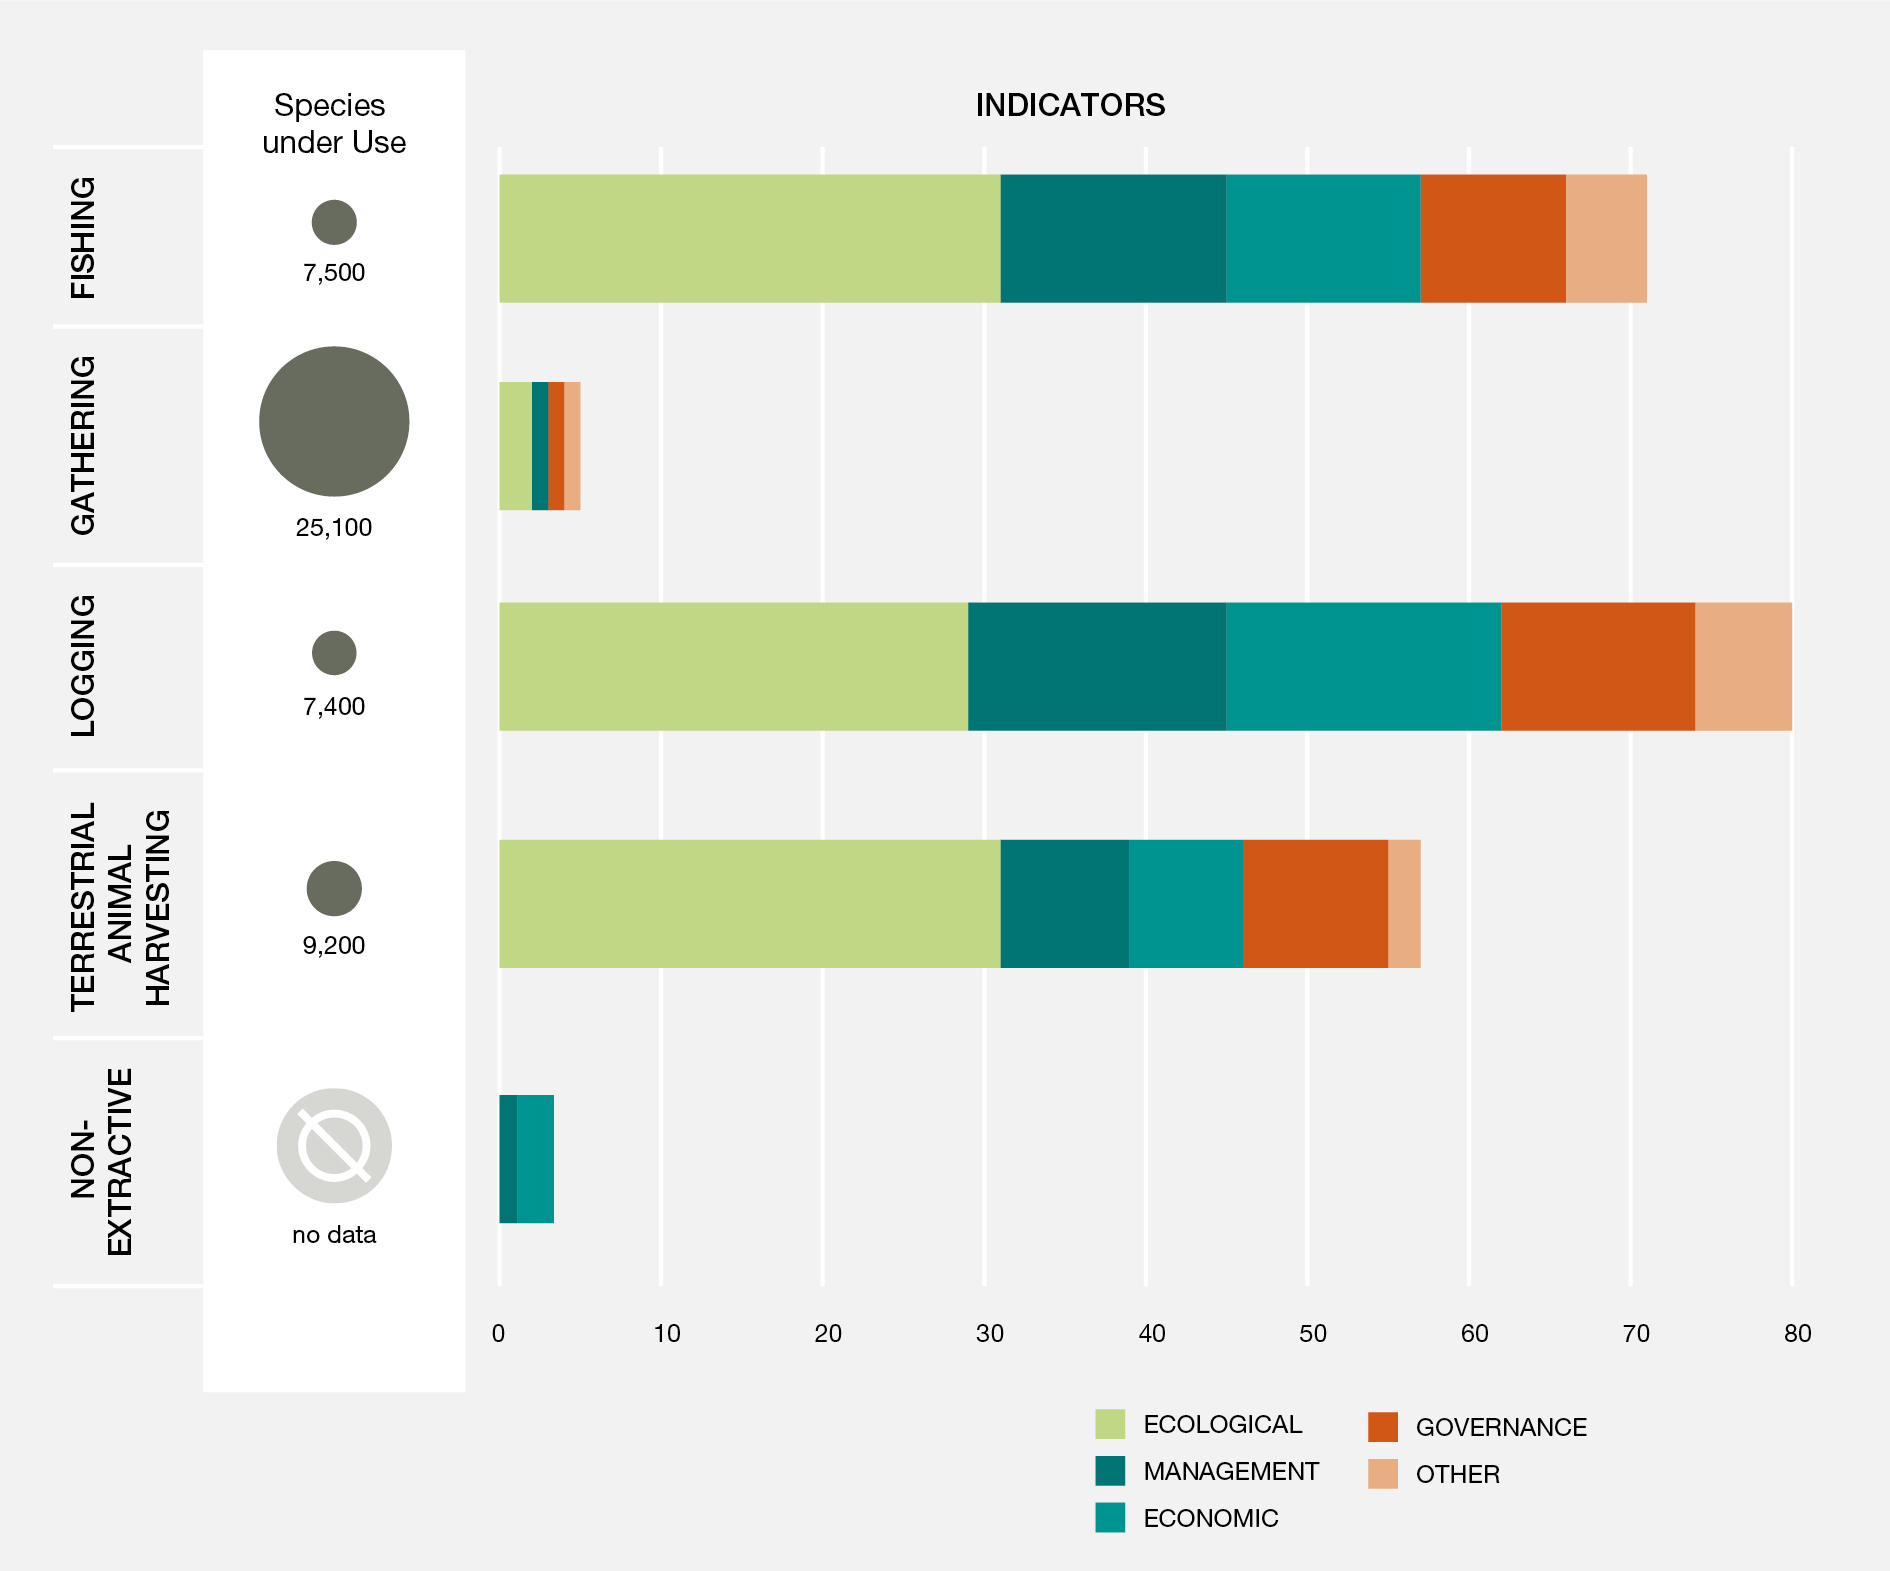 Species
under Use
INDICATORS
FISHING
7,500
GATHERING
25,100
LOGGING
7,400
TERRESTRIAL
ANIMAL
HARVESTING
9,200
NON-
EXTRACTIVE
no data
0 10 20 30 40 50 60 70 80
ECOLOGICAL
MANAGEMENT
ECONOMIC
GOVERNANCE
OTHER